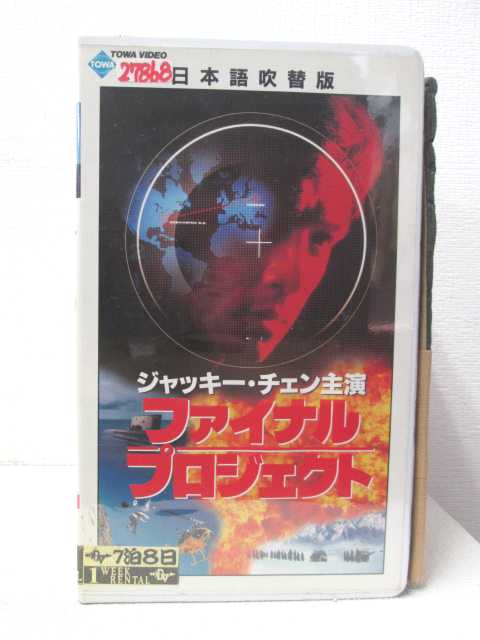 TOWA VIDEO
TOWA
27868
日本語吹替版
ジャッキー・チェン主演
ファイナル
プロジェクト
7泊8日
1 WEEK RENTAL